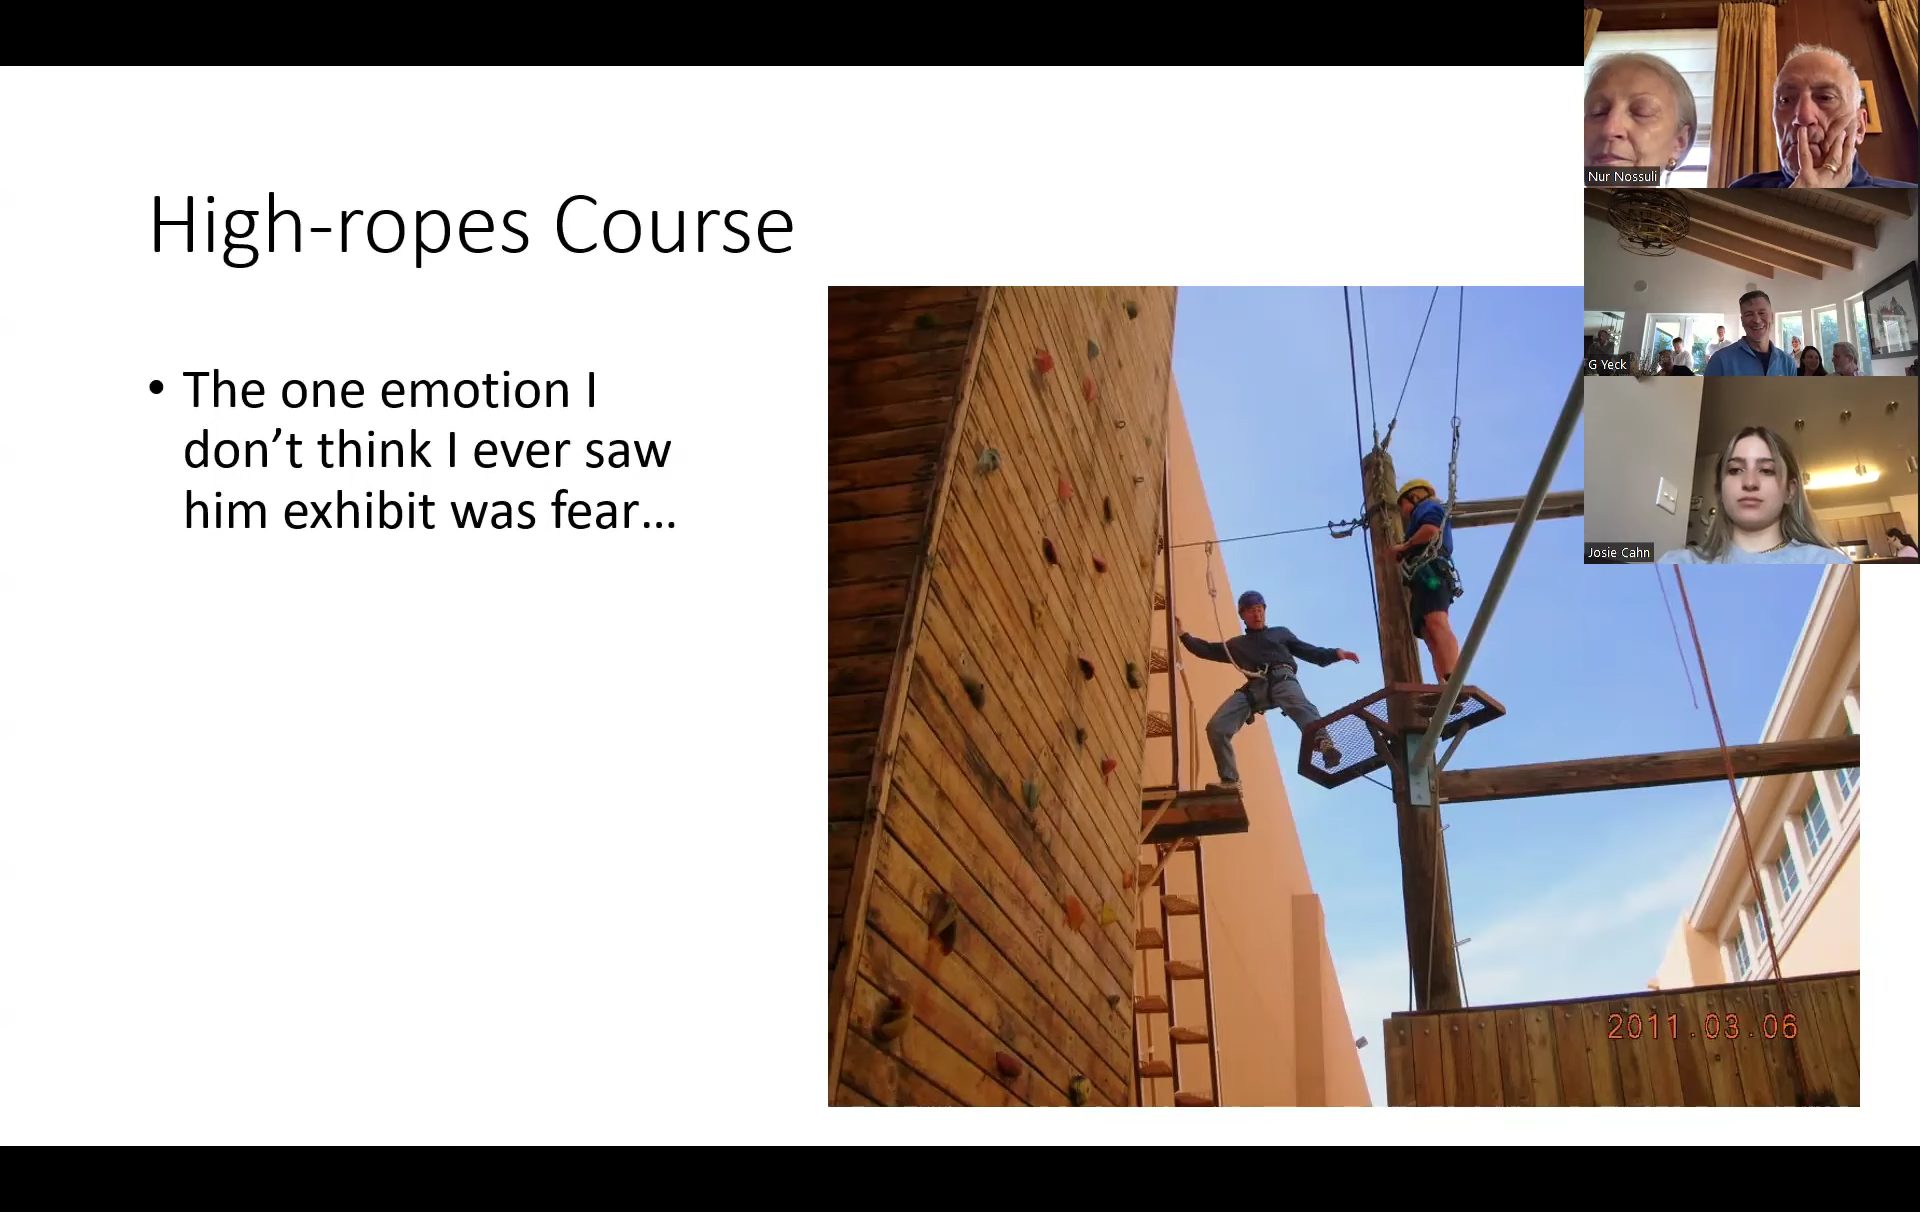 High-ropes Course
• The one emotion I
don’t think I ever saw
him exhibit was fear…
2011.03.06
Nur Nossuli
G Yeck
Josie Cahn